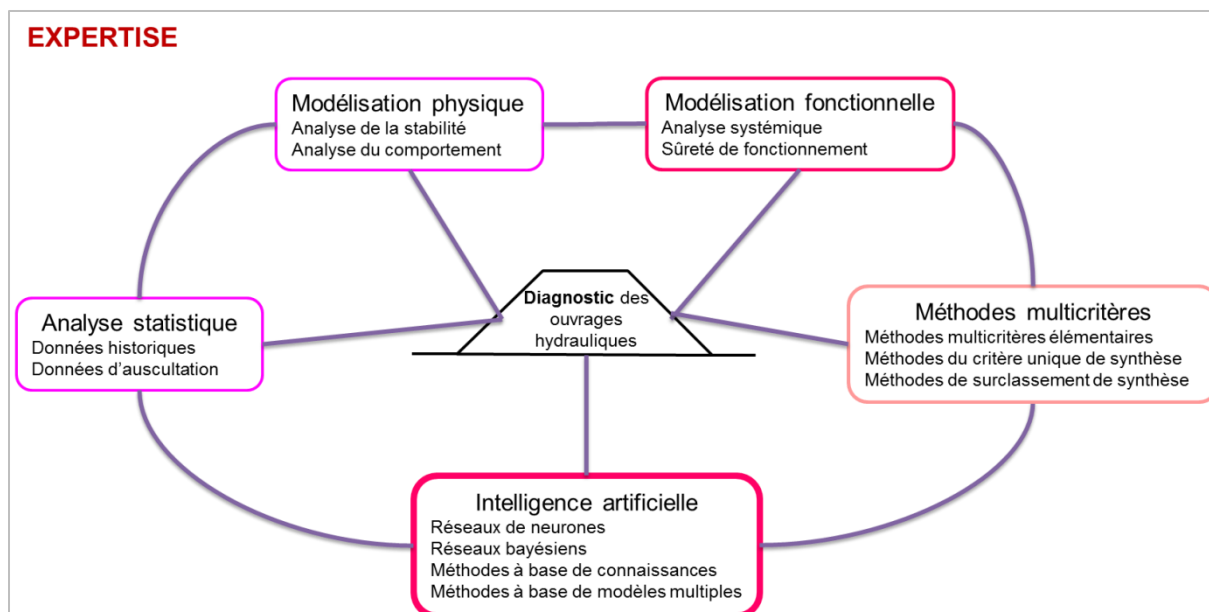 EXPERTISE
Modélisation physique
Analyse de la stabilité
Analyse du comportement
Modélisation fonctionnelle
Analyse systémique
Sûreté de fonctionnement
Diagnostic des
ouvrages
hydrauliques
Analyse statistique
Données historiques
Données d'auscultation
Méthodes multicritères
Méthodes multicritères élémentaires
Méthodes du critère unique de synthèse
Méthodes de surclassement de synthèse
Intelligence artificielle
Réseaux de neurones
Réseaux bayésiens
Méthodes à base de connaissances
Méthodes à base de modèles multiples